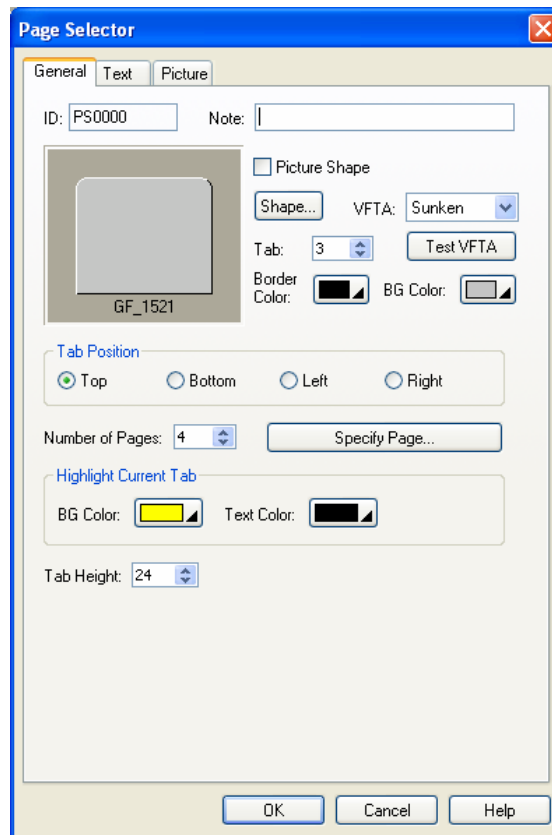 Page Selector
General Text Picture
ID: PS0000 Note:
Picture Shape
Shape... VFTA: Sunken
Tab: 3 Test VFTA
Border Color: BG Color:
GF_1521
Tab Position
Top Bottom Left Right
Number of Pages: 4 Specify Page...
Highlight Current Tab
BG Color: Text Color:
Tab Height: 24
OK Cancel Help